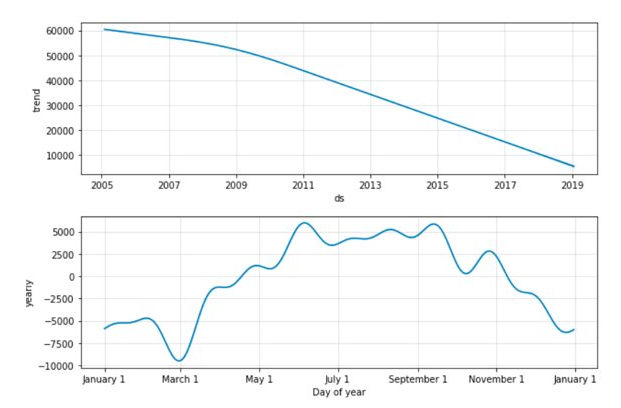 60000
50000
40000
30000
20000
10000
trend
2005 2007 2009 2011 2013 2015 2017 2019
ds
5000
2500
0
−2500
−5000
−7500
−10000
yearly
January 1 March 1 May 1 July 1 September 1 November 1 January 1
Day of year